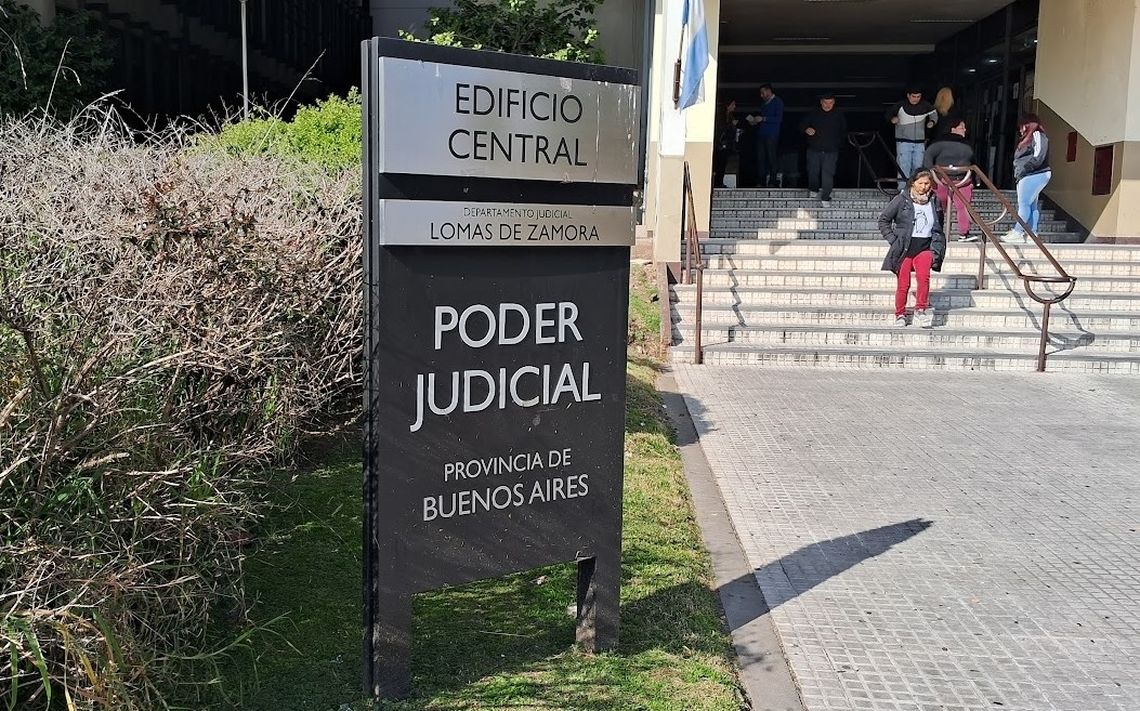 EDIFICIO
CENTRAL
DEPARTAMENTO JUDICIAL
LOMAS DE ZAMORA
PODER
JUDICIAL
PROVINCIA DE
BUENOS AIRES